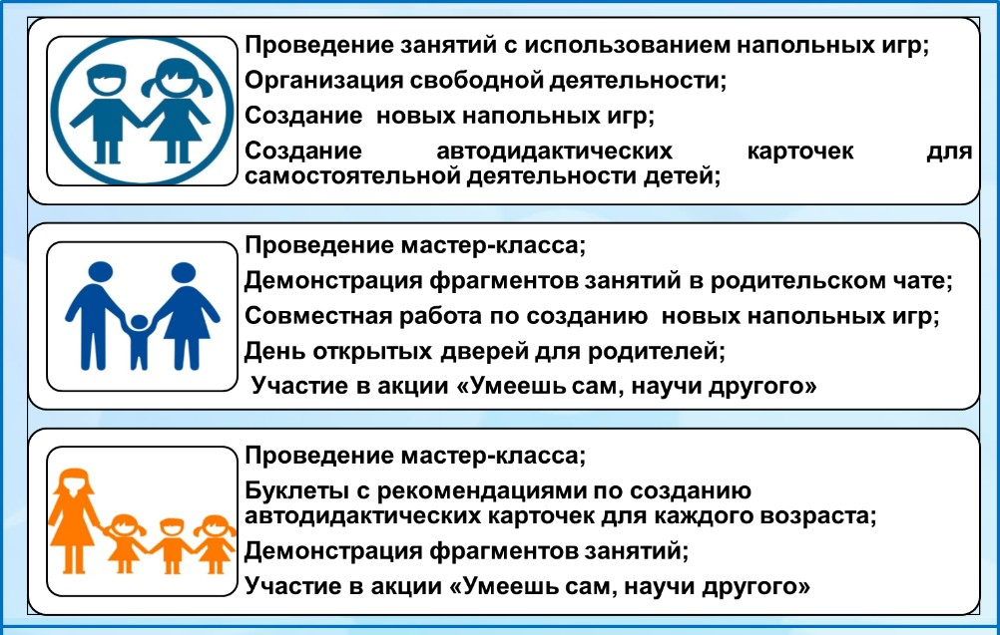 Проведение занятий с использованием напольных игр;
Организация свободной деятельности;
Создание новых напольных игр;
Создание автодидактических карточек для
самостоятельной деятельности детей;
Проведение мастер-класса;
Демонстрация фрагментов занятий в родительском чате;
Совместная работа по созданию новых напольных игр;
День открытых дверей для родителей;
Участие в акции «Умеешь сам, научи другого»
Проведение мастер-класса;
Буклеты с рекомендациями по созданию
автодидактических карточек для каждого возраста;
Демонстрация фрагментов занятий;
Участие в акции «Умеешь сам, научи другого»